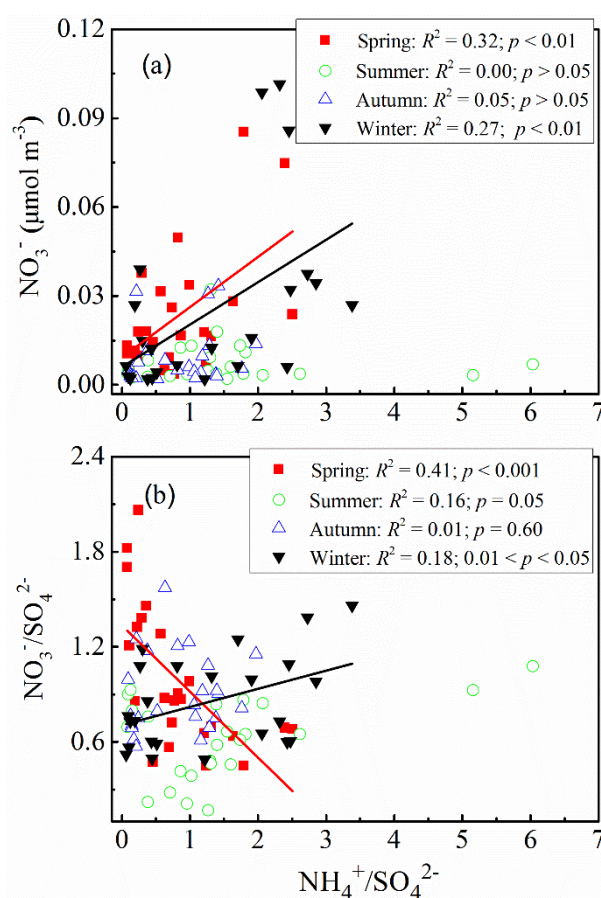 (a)
Spring: R² = 0.32; p < 0.01
Summer: R² = 0.00; p > 0.05
Autumn: R² = 0.05; p > 0.05
Winter: R² = 0.27; p < 0.01
NO₃⁻ (μmol m⁻³)
0.12
0.09
0.06
0.03
0.00
0 1 2 3 4 5 6 7
(b)
Spring: R² = 0.41; p < 0.001
Summer: R² = 0.16; p = 0.05
Autumn: R² = 0.01; p = 0.60
Winter: R² = 0.18; 0.01 < p < 0.05
NO₃⁻/SO₄²⁻
2.4
1.8
1.2
0.6
0 1 2 3 4 5 6 7
NH₄⁺/SO₄²⁻